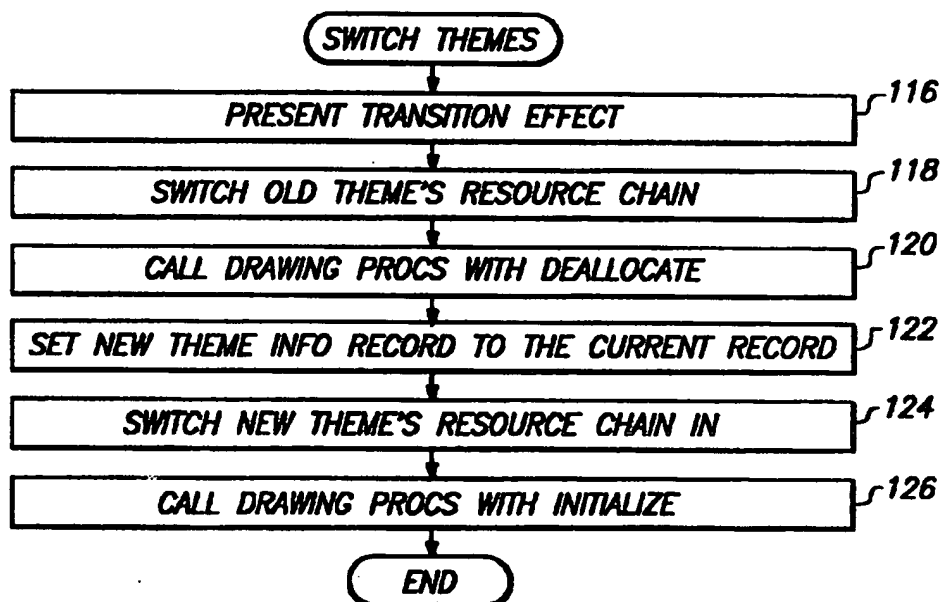 SWITCH THEMES
PRESENT TRANSITION EFFECT
116
SWITCH OLD THEME'S RESOURCE CHAIN
118
CALL DRAWING PROCS WITH DEALLOCATE
120
SET NEW THEME INFO RECORD TO THE CURRENT RECORD
122
SWITCH NEW THEME'S RESOURCE CHAIN IN
124
CALL DRAWING PROCS WITH INITIALIZE
126
END